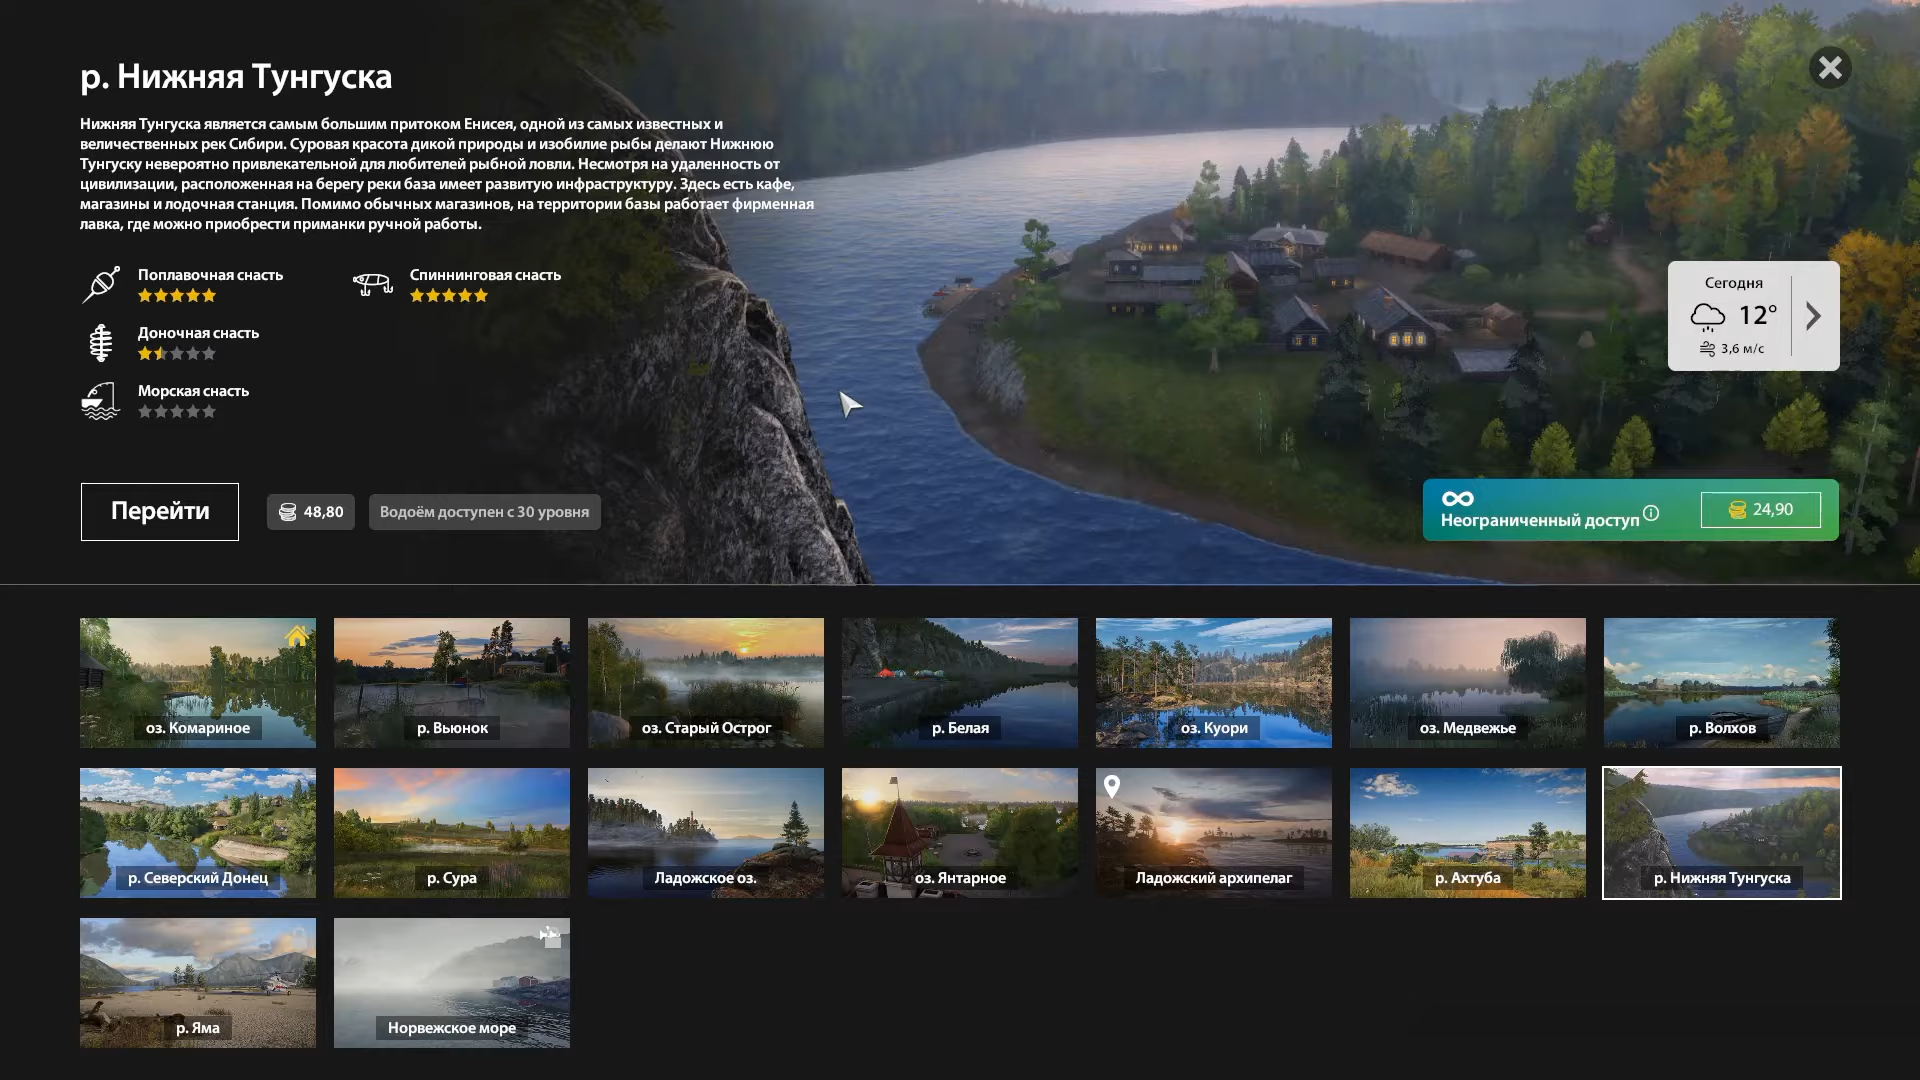 р. Нижняя Тунгуска
Нижняя Тунгуска является самым большим притоком Енисея, одной из самых известных и
величественных рек Сибири. Суровая красота дикой природы и изобилие рыбы делают Нижнюю
Тунгуску невероятно привлекательной для любителей рыбной ловли. Несмотря на удаленность от
цивилизации, расположенная на берегу реки база имеет развитую инфраструктуру. Здесь есть кафе,
магазины и лодочная станция. Помимо обычных магазинов, на территории базы работает фирменная
лавка, где можно приобрести приманки ручной работы.
Поплавочная снасть
Спиннинговая снасть
Доночная снасть
Морская снасть
Сегодня
12°
3,6 м/с
Перейти
48,80
Водоём доступен с 30 уровня
Неограниченный доступ
24,90
оз. Комариное
р. Вьюнок
оз. Старый Острог
р. Белая
оз. Куори
оз. Медвежье
р. Волхов
р. Северский Донец
р. Сура
Ладожское оз.
оз. Янтарное
Ладожский архипелаг
р. Ахтуба
р. Нижняя Тунгуска
р. Яма
Норвежское море